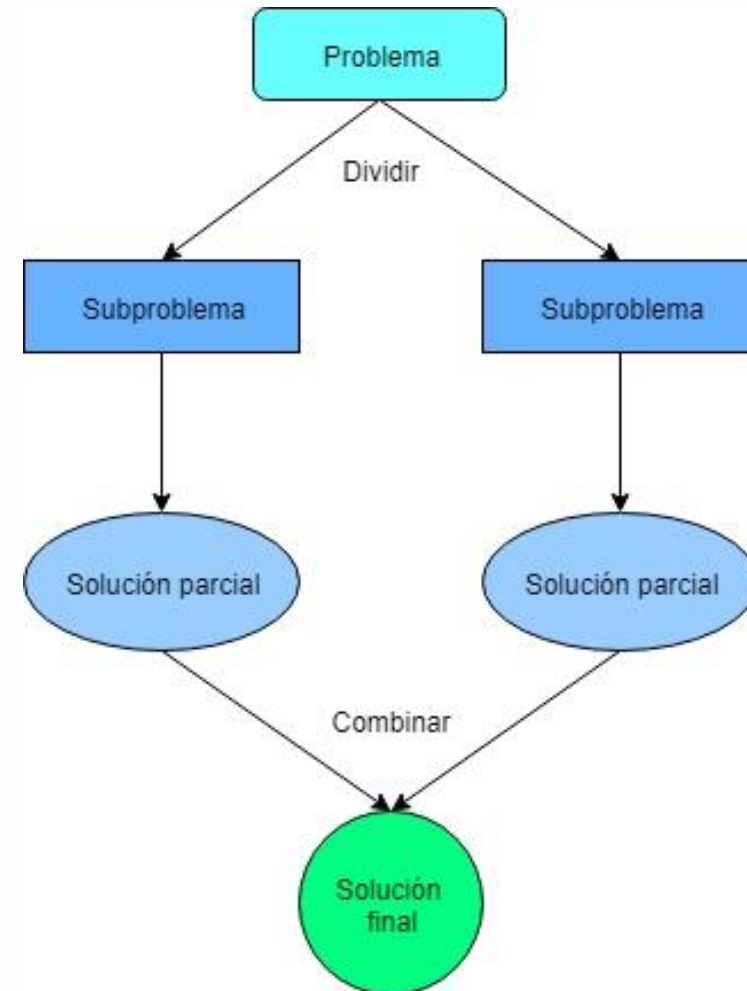 Problema
Dividir
Subproblema
Subproblema
Solución parcial
Solución parcial
Combinar
Solución
final